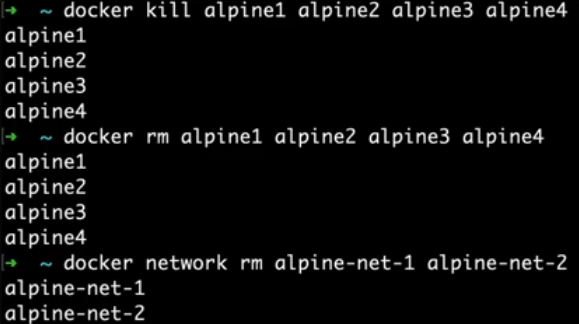 ➜ ~ docker kill alpine1 alpine2 alpine3 alpine4
alpine1
alpine2
alpine3
alpine4
➜ ~ docker rm alpine1 alpine2 alpine3 alpine4
alpine1
alpine2
alpine3
alpine4
➜ ~ docker network rm alpine-net-1 alpine-net-2
alpine-net-1
alpine-net-2